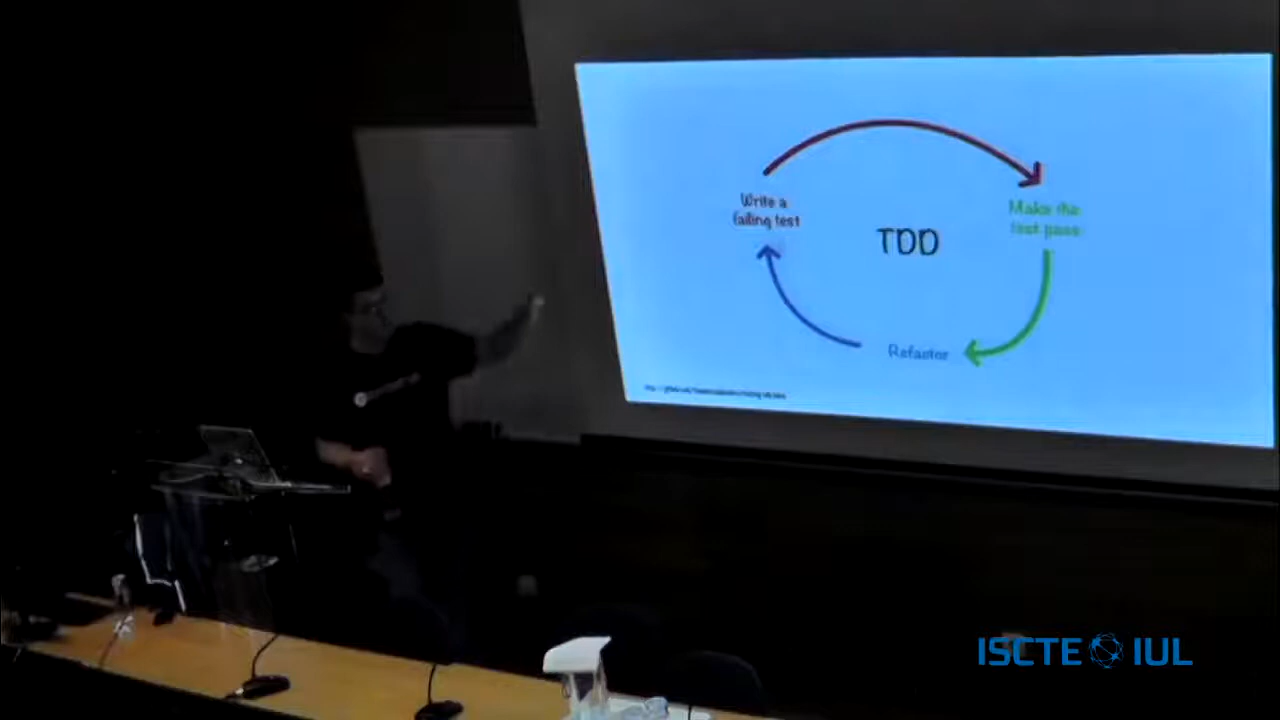 Write a
failing test
Make the
test pass
TDD
Refactor
ISCTE IUL